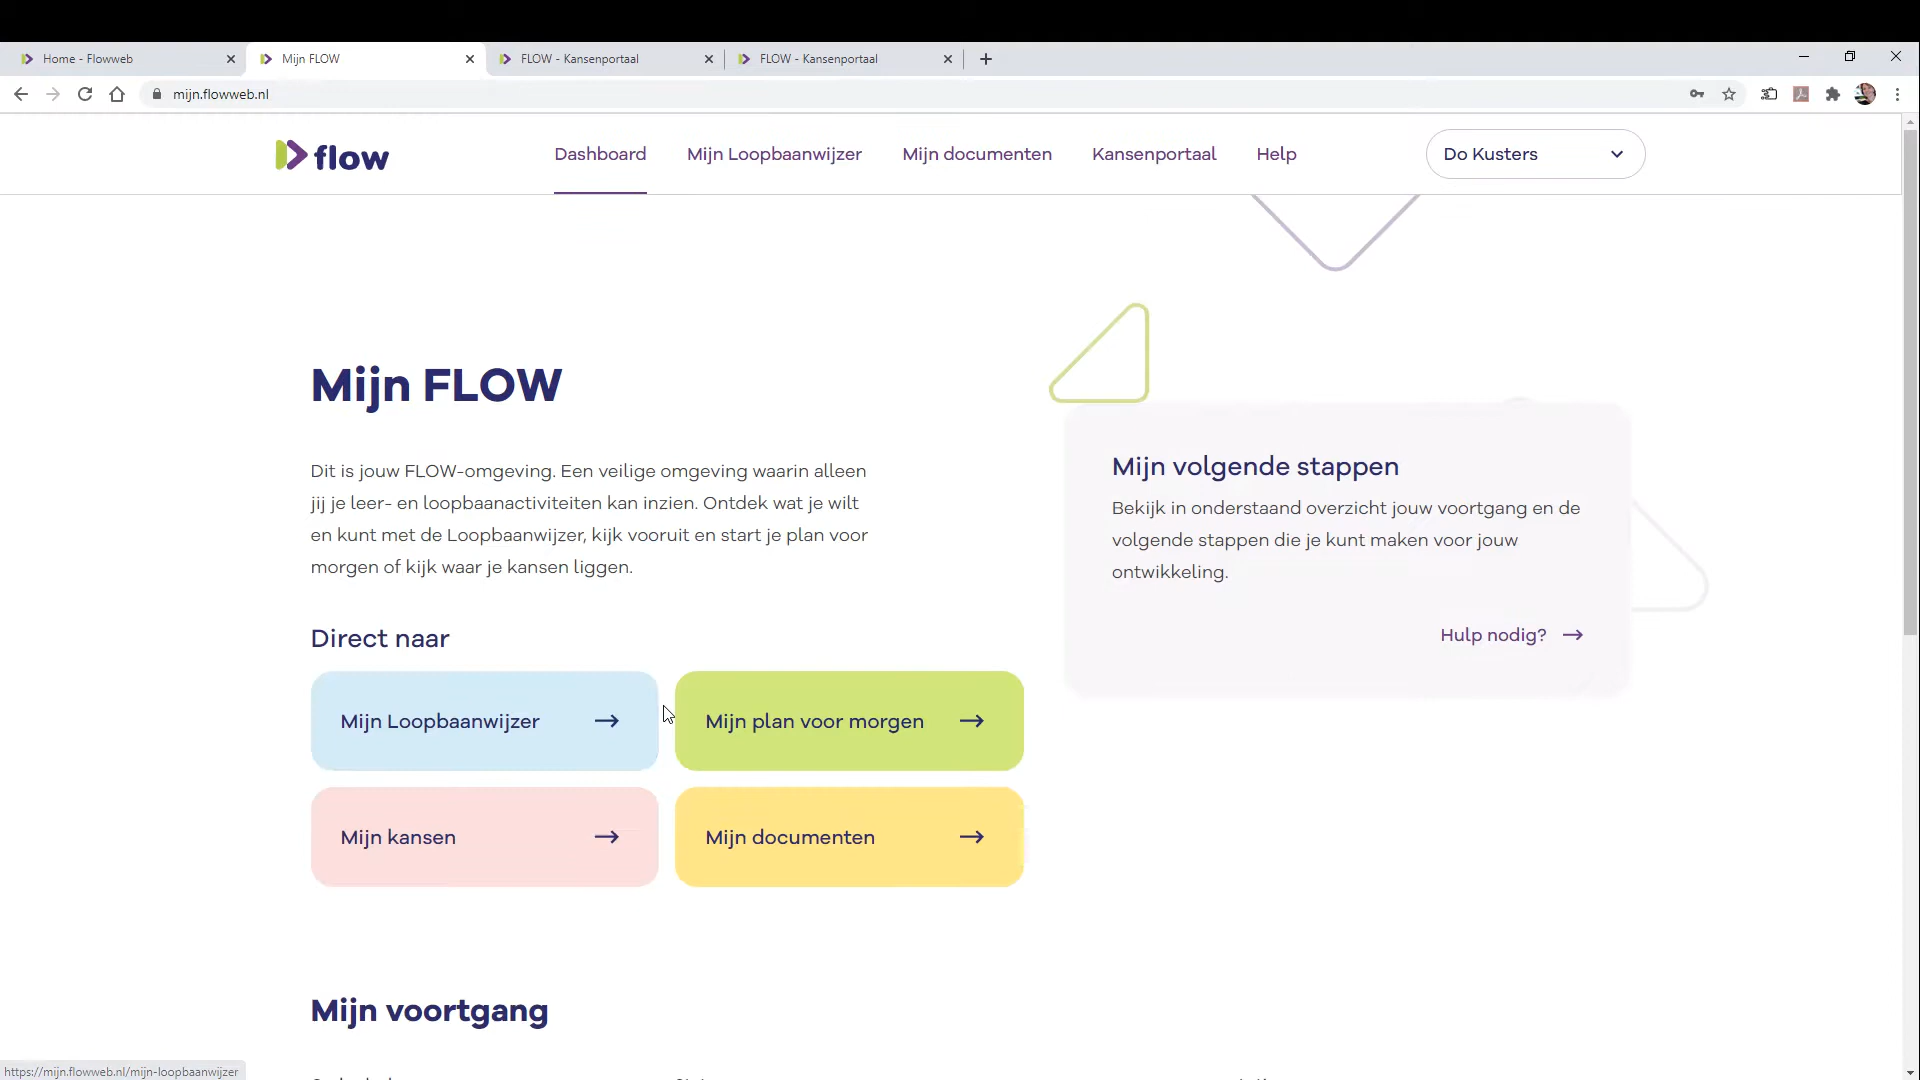 Home - Flowweb
Mijn FLOW
FLOW - Kansenportaal
FLOW - Kansenportaal
mijn.flowweb.nl
flow
Dashboard
Mijn Loopbaanwijzer
Mijn documenten
Kansenportaal
Help
Do Kusters
Mijn FLOW
Dit is jouw FLOW-omgeving. Een veilige omgeving waarin alleen
jij je leer- en loopbaanactiviteiten kan inzien. Ontdek wat je wilt
en kunt met de Loopbaanwijzer, kijk vooruit en start je plan voor
morgen of kijk waar je kansen liggen.
Direct naar
Mijn Loopbaanwijzer
Mijn plan voor morgen
Mijn kansen
Mijn documenten
Mijn volgende stappen
Bekijk in onderstaand overzicht jouw voortgang en de
volgende stappen die je kunt maken voor jouw
ontwikkeling.
Hulp nodig?
Mijn voortgang
https://mijn.flowweb.nl/mijn-loopbaanwijzer